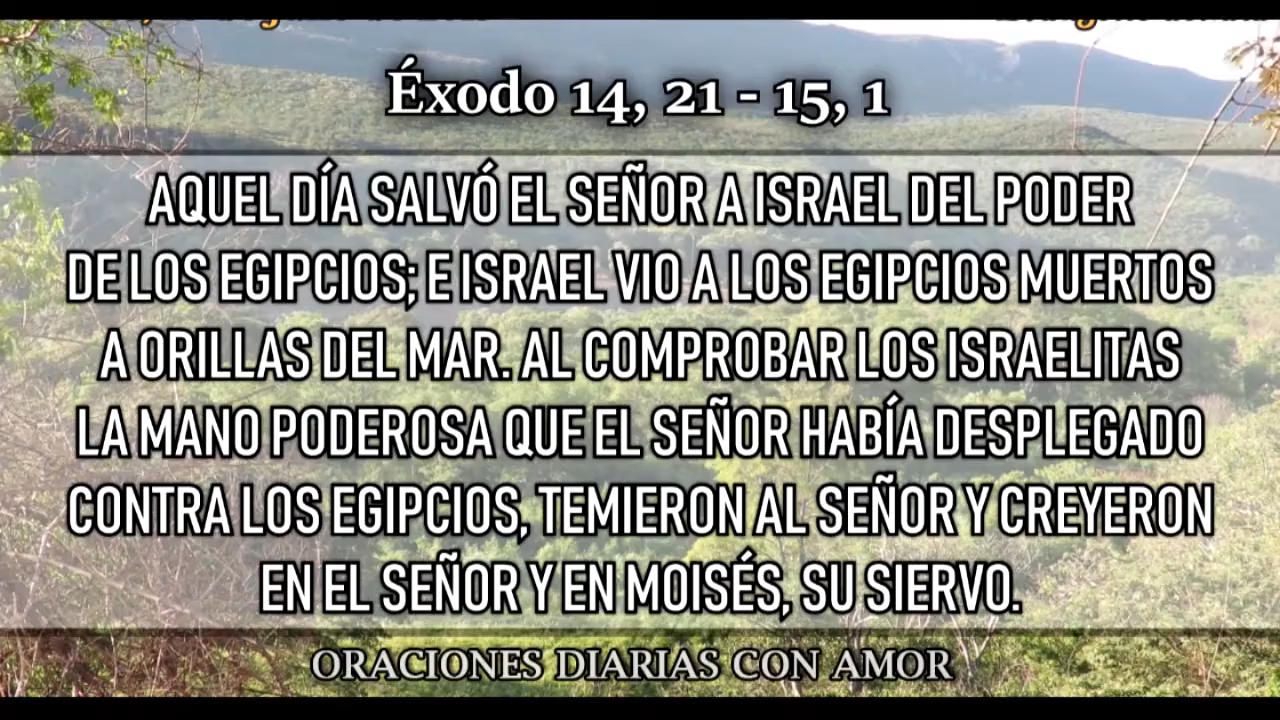 Éxodo 14, 21 - 15, 1
AQUEL DÍA SALVÓ EL SEÑOR A ISRAEL DEL PODER
DE LOS EGIPCIOS; E ISRAEL VIO A LOS EGIPCIOS MUERTOS
A ORILLAS DEL MAR. AL COMPROBAR LOS ISRAELITAS
LA MANO PODEROSA QUE EL SEÑOR HABÍA DESPLEGADO
CONTRA LOS EGIPCIOS, TEMIERON AL SEÑOR Y CREYERON
EN EL SEÑOR Y EN MOISÉS, SU SIERVO.
ORACIONES DIARIAS CON AMOR